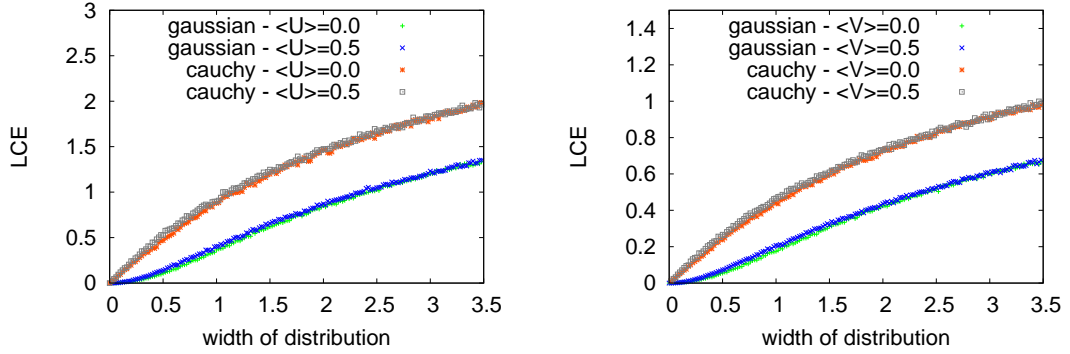 3
2.5
2
1.5
1
0.5
0
0 0.5 1 1.5 2 2.5 3 3.5
LCE
width of distribution
gaussian - <U>=0.0
gaussian - <U>=0.5
cauchy - <U>=0.0
cauchy - <U>=0.5
1.4
1.2
1
0.8
0.6
0.4
0.2
0
0 0.5 1 1.5 2 2.5 3 3.5
LCE
width of distribution
gaussian - <V>=0.0
gaussian - <V>=0.5
cauchy - <V>=0.0
cauchy - <V>=0.5